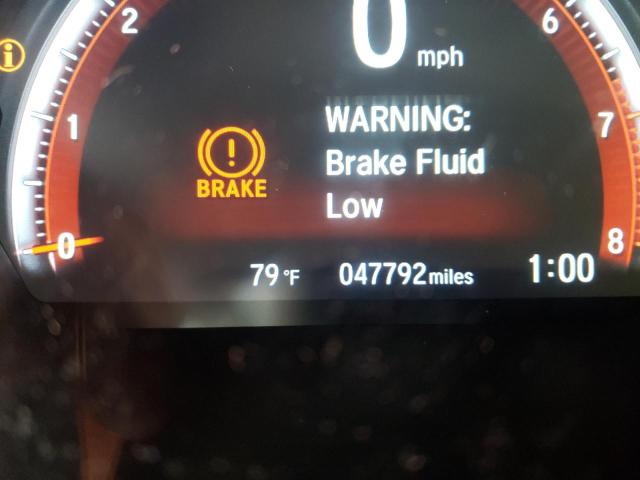 0 mph
2
6
1
7
WARNING:
Brake Fluid
Low
!
BRAKE
0
8
79°F 047792 miles 1:00
i